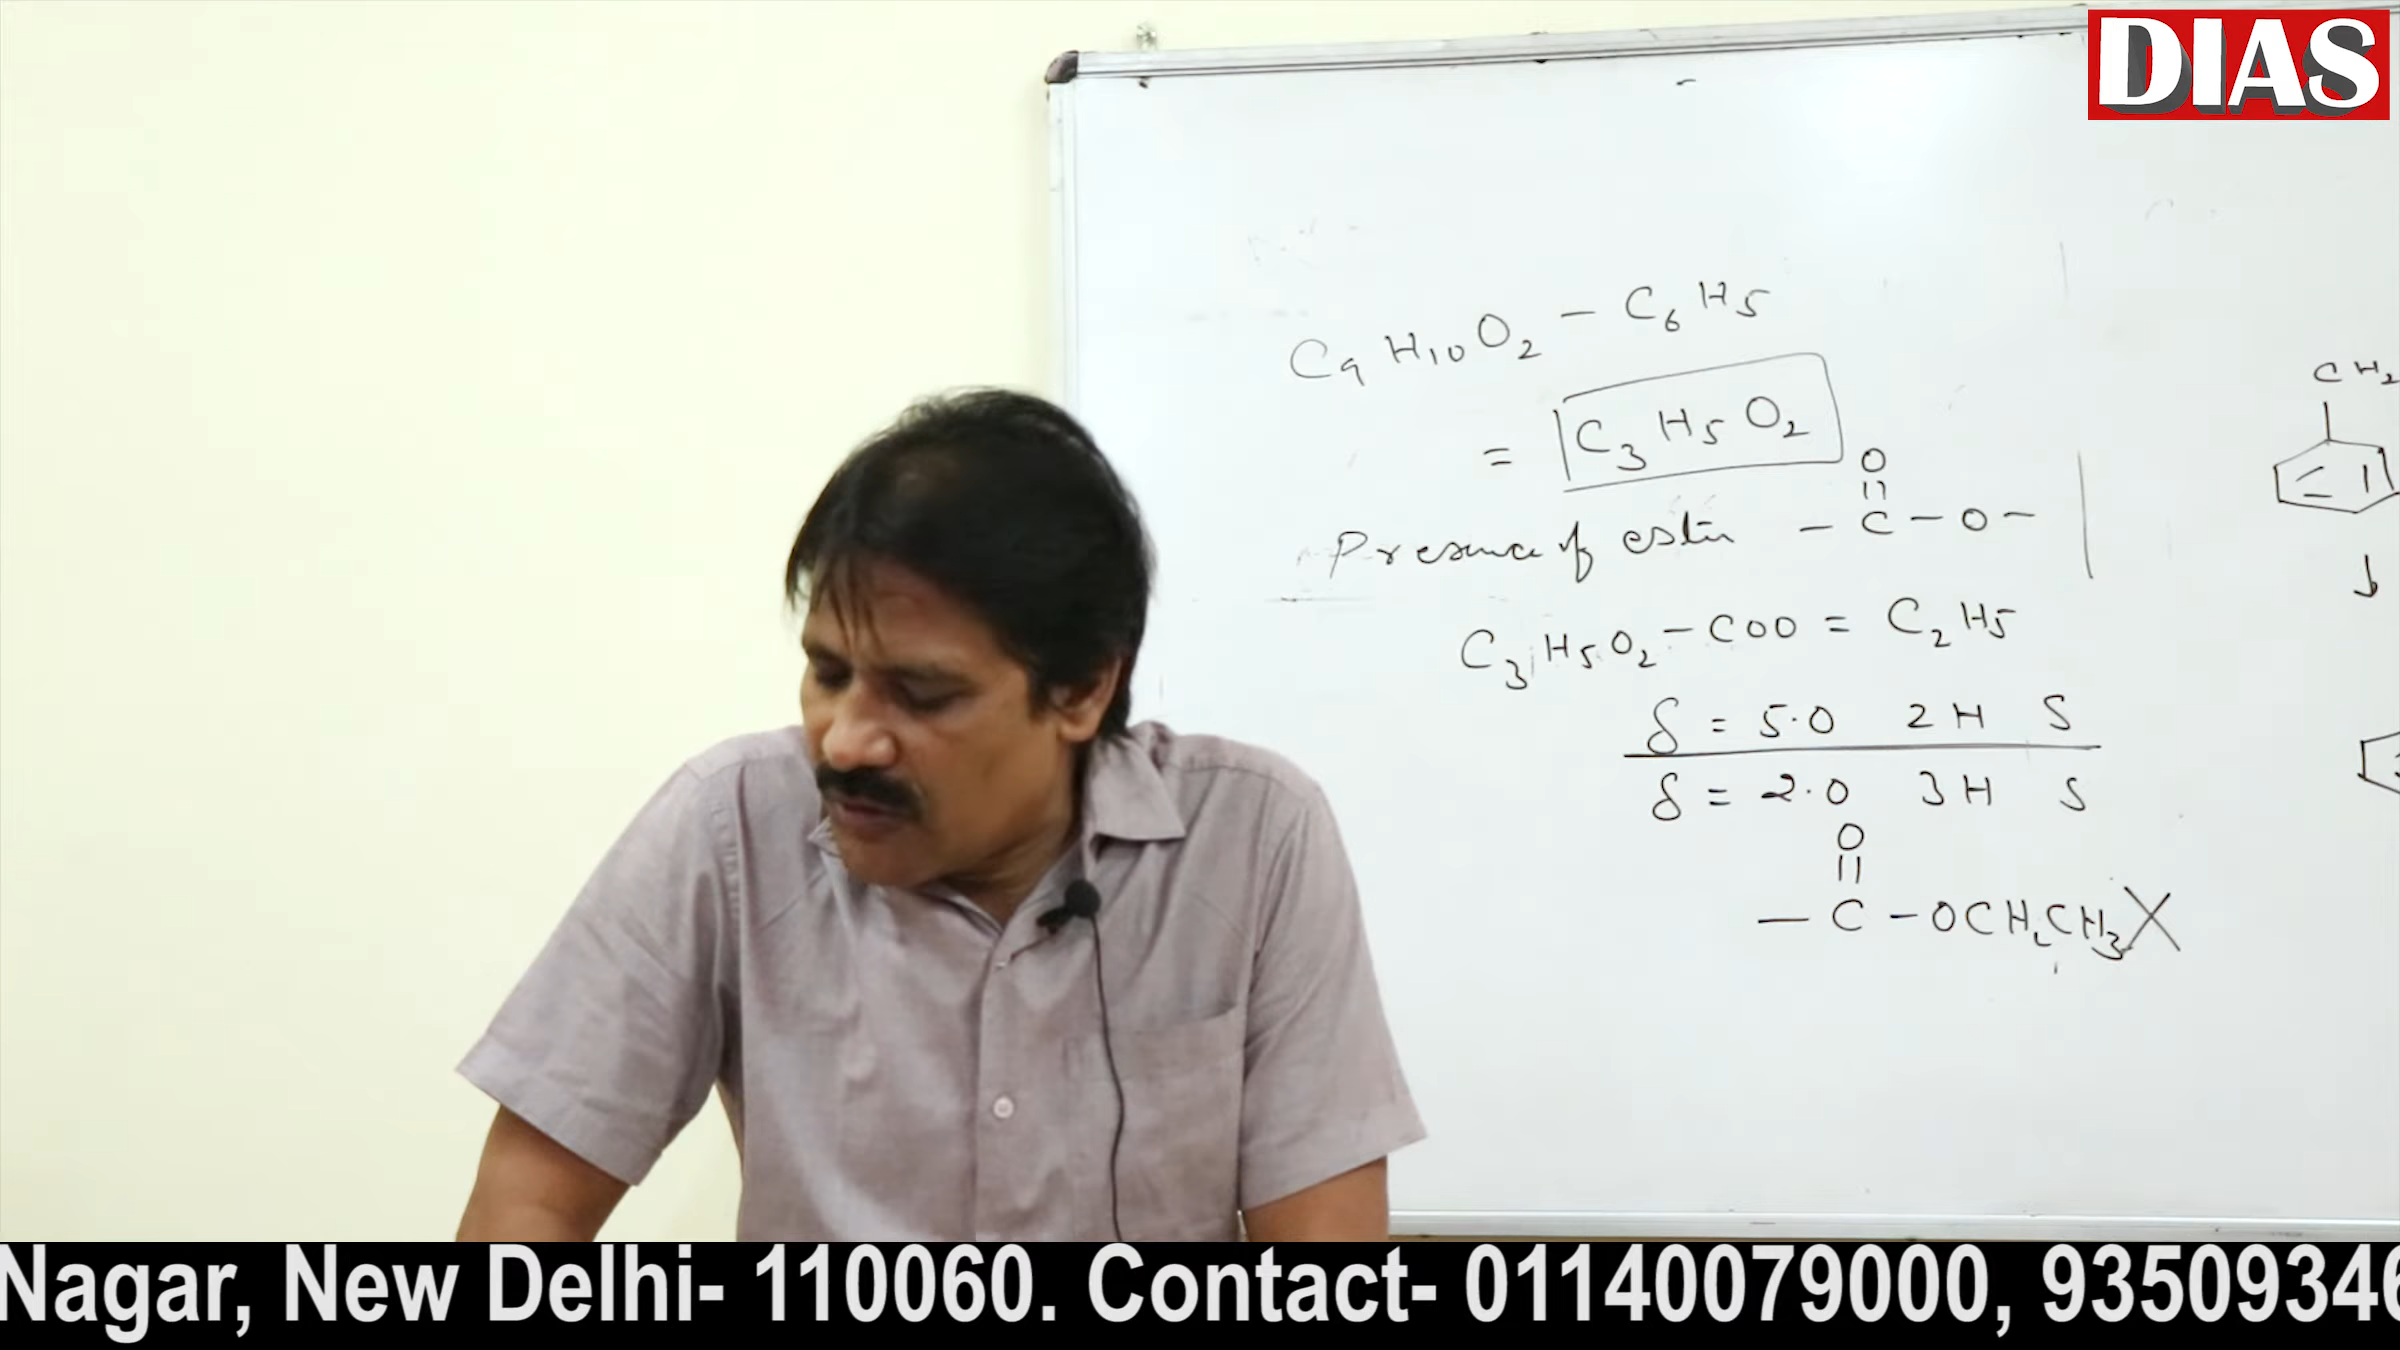 DIAS
C9H10O2 – C6H5
= C3H5O2
O
Presence of ester – C – O –
C3H5O2 – COO = C2H5
δ = 5.0 2H S
δ = 2.0 3H S
O
– C – OCH2CH3 X
CH2
Nagar, New Delhi- 110060. Contact- 01140079000, 93509346